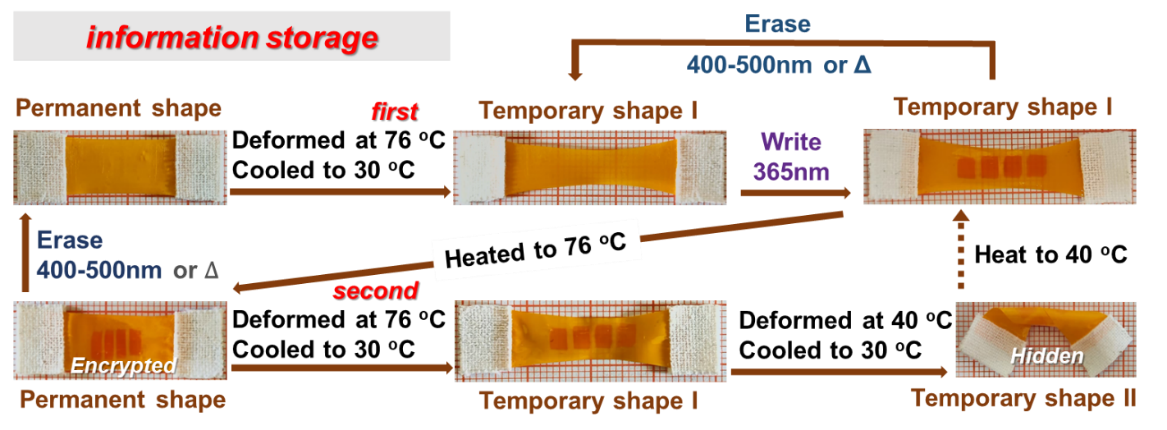 information storage
Erase
400-500nm or Δ
Permanent shape
first
Deformed at 76 °C
Cooled to 30 °C
Temporary shape I
Write
365nm
Temporary shape I
Erase
400-500nm or Δ
Heated to 76 °C
Heat to 40 °C
second
Deformed at 76 °C
Cooled to 30 °C
Deformed at 40 °C
Cooled to 30 °C
Encrypted
Hidden
Permanent shape
Temporary shape I
Temporary shape II